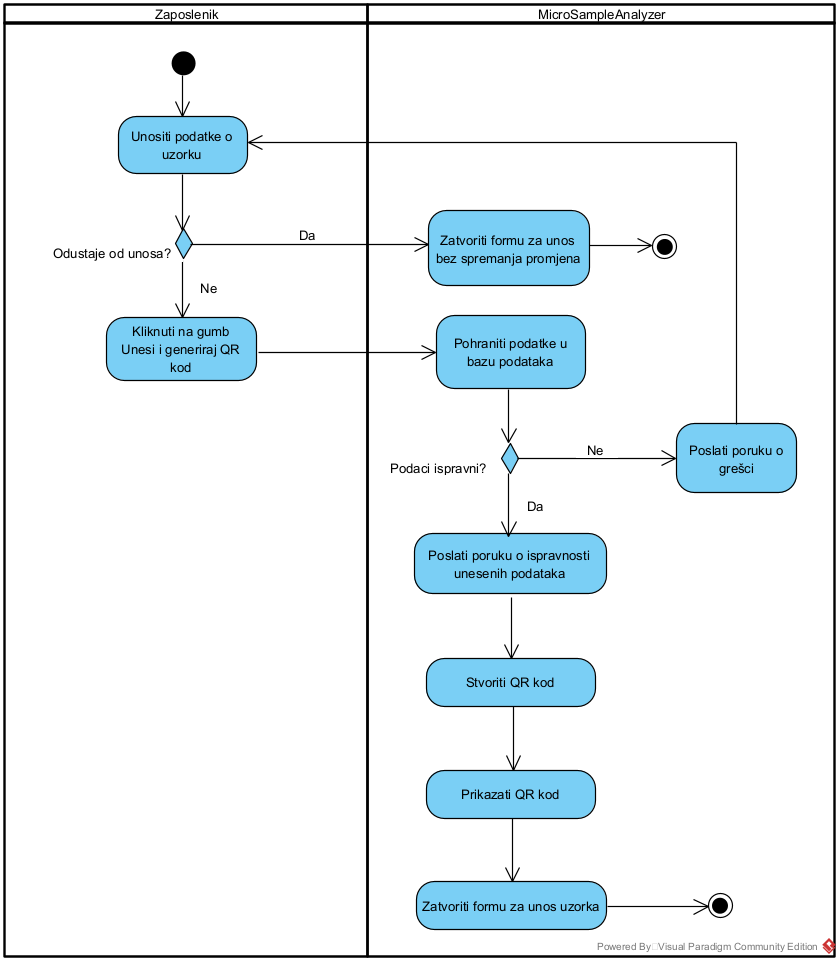 Zaposlenik
MicroSampleAnalyzer
Unositi podatke o
uzorku
Odustaje od unosa?
Da
Zatvoriti formu za unos
bez spremanja promjena
Ne
Kliknuti na gumb
Unesi i generiraj QR
kod
Pohraniti podatke u
bazu podataka
Podaci ispravni?
Ne
Poslati poruku o
grešci
Da
Poslati poruku o ispravnosti
unesenih podataka
Stvoriti QR kod
Prikazati QR kod
Zatvoriti formu za unos uzorka
Powered By Visual Paradigm Community Edition